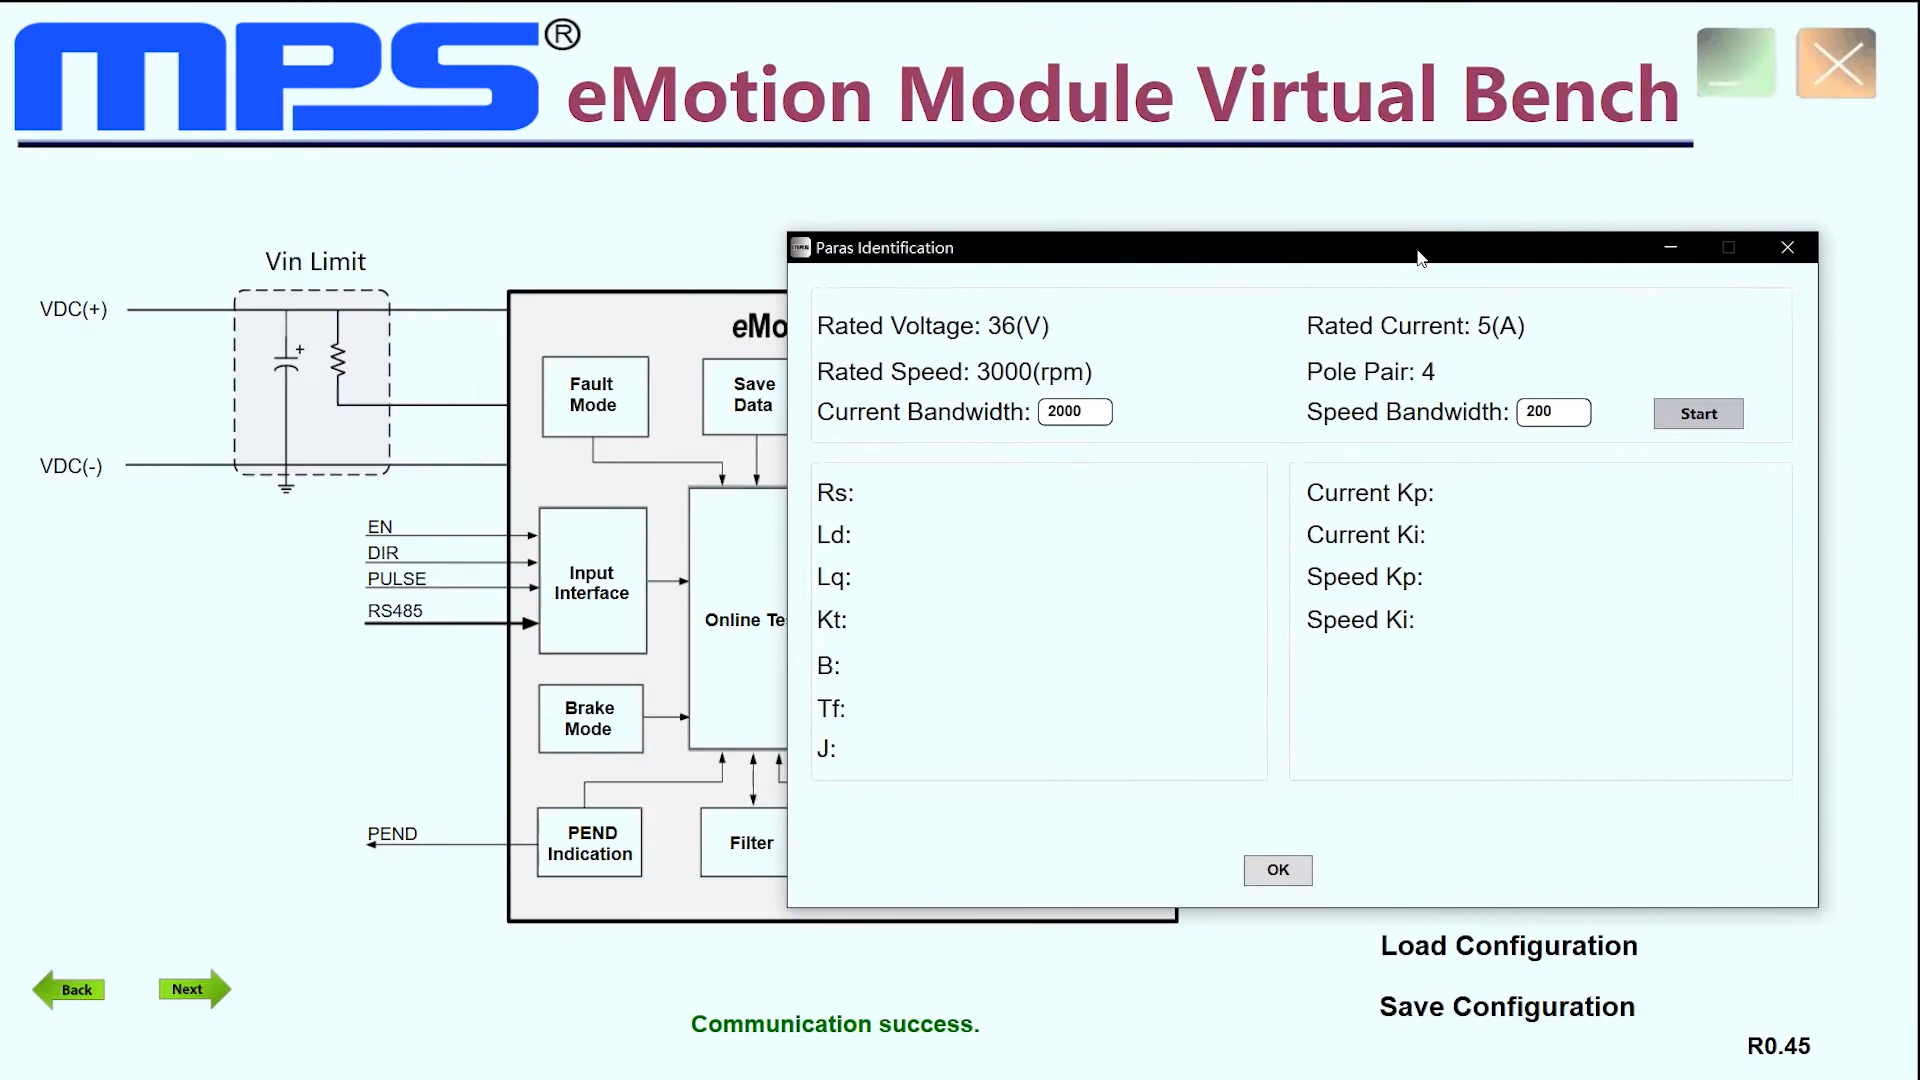 MPS®
eMotion Module Virtual Bench
Vin Limit
VDC(+)
VDC(-)
EN
DIR
PULSE
RS485
PEND
eMo
Fault
Mode
Save
Data
Input
Interface
Online Te
Brake
Mode
PEND
Indication
Filter
Paras Identification
Rated Voltage: 36(V)
Rated Current: 5(A)
Rated Speed: 3000(rpm)
Pole Pair: 4
Current Bandwidth: 2000
Speed Bandwidth: 200
Start
Rs:
Ld:
Lq:
Kt:
B:
Tf:
J:
Current Kp:
Current Ki:
Speed Kp:
Speed Ki:
OK
Load Configuration
Save Configuration
Back
Next
Communication success.
R0.45